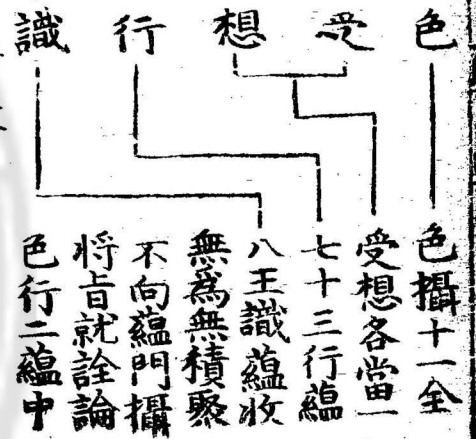 色
受
想
行
識
色攝十一全
受想各當一
七十三行蘊
八王識蘊收
無為無積聚
不向蘊門攝
將旨就詮論
色行二蘊中